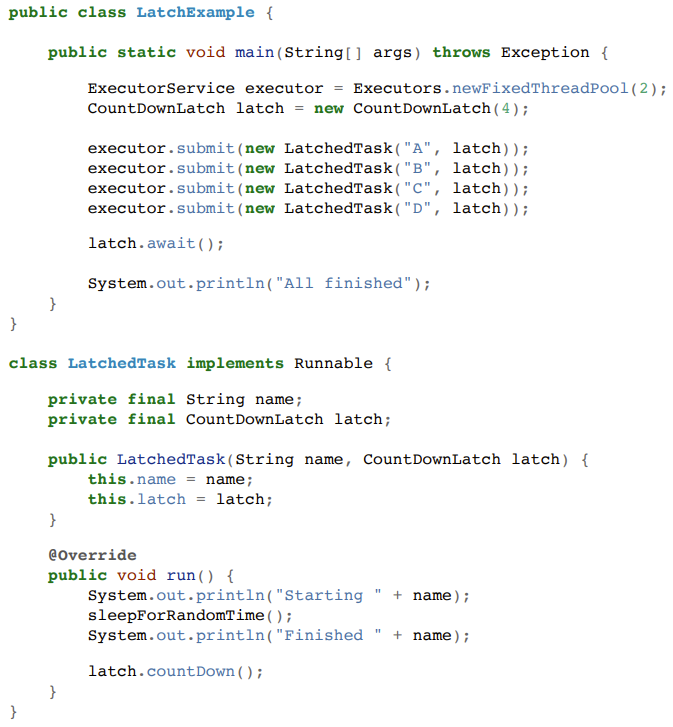 public class LatchExample {
public static void main(String[] args) throws Exception {
ExecutorService executor = Executors.newFixedThreadPool(2);
CountDownLatch latch = new CountDownLatch(4);
executor.submit(new LatchedTask("A", latch));
executor.submit(new LatchedTask("B", latch));
executor.submit(new LatchedTask("C", latch));
executor.submit(new LatchedTask("D", latch));
latch.await();
System.out.println("All finished");
}
}
class LatchedTask implements Runnable {
private final String name;
private final CountDownLatch latch;
public LatchedTask(String name, CountDownLatch latch) {
this.name = name;
this.latch = latch;
}
@Override
public void run() {
System.out.println("Starting " + name);
sleepForRandomTime();
System.out.println("Finished " + name);
latch.countDown();
}
}